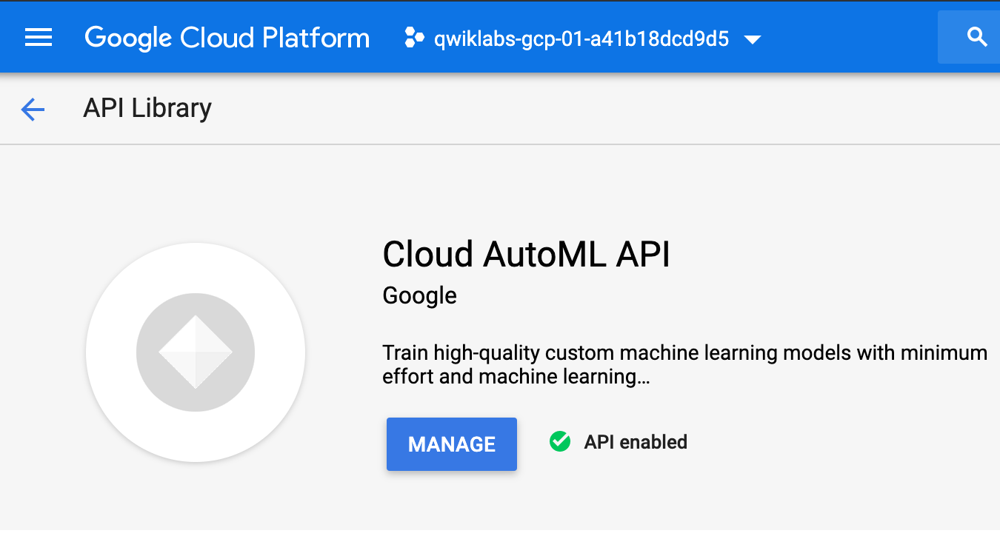 Google Cloud Platform
qwiklabs-gcp-01-a41b18dcd9d5
API Library
Cloud AutoML API
Google
Train high-quality custom machine learning models with minimum
effort and machine learning…
MANAGE
API enabled